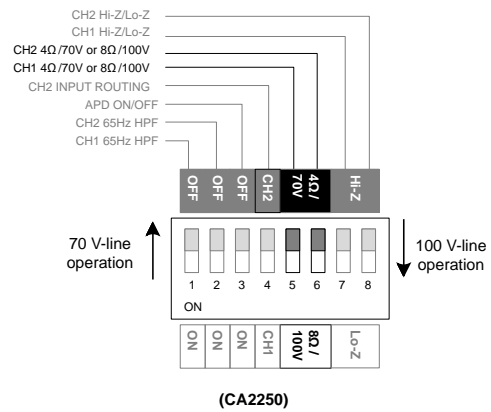 CH2 Hi-Z/Lo-Z
CH1 Hi-Z/Lo-Z
CH2 4Ω/70V or 8Ω/100V
CH1 4Ω/70V or 8Ω/100V
CH2 INPUT ROUTING
APD ON/OFF
CH2 65Hz HPF
CH1 65Hz HPF
OFF
OFF
OFF
CH2
4Ω/
70V
Hi-Z
70 V-line
operation
100 V-line
operation
1 2 3 4 5 6 7 8
ON
ON
ON
ON
CH1
8Ω/
100V
Lo-Z
(CA2250)